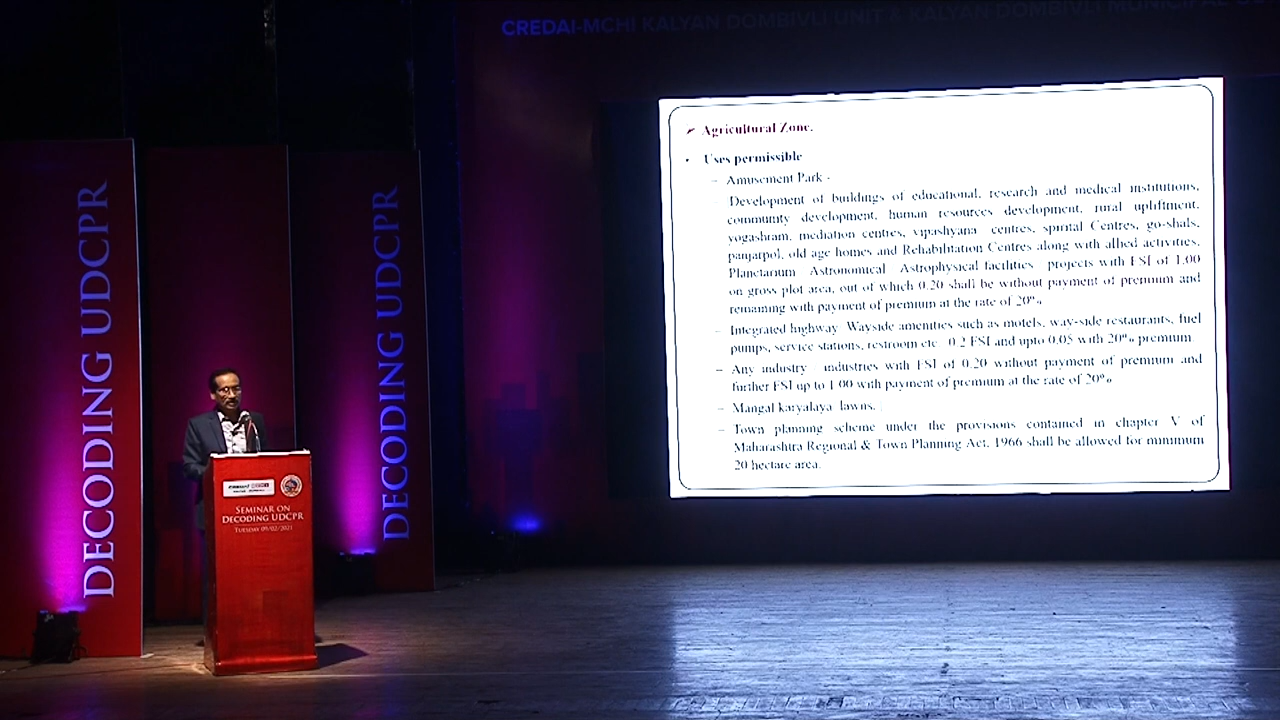 CREDAI-MCHI KALYAN DOMBIVLI UNIT & KALYAN DOMBIVLI MUNICIPAL
➢ Agricultural Zone.
• Uses permissible
– Amusement Park -
Development of buildings of educational, research and medical institutions,
community development, human resources development, rural upliftment,
yogashram, mediation centres, vipashyana centres, spirital Centres, go-shals,
panjarpol, old age homes and Rehabilitation Centres along with allied activities,
Planetarium Astronomical Astrophysical facilities projects with FSI of 1.00
on gross plot area, out of which 0.20 shall be without payment of premium and
remaining with payment of premium at the rate of 20%
– Integrated highway Wayside amenities such as motels, way-side restaurants, fuel
pumps, service stations, restroom etc 0.2 FSI and upto 0.05 with 20% premium
– Any industry industries with FSI of 0.20 without payment of premium and
further FSI up to 1.00 with payment of premium at the rate of 20%
– Mangal karyalaya lawns.
– Town planning scheme under the provisions contained in chapter V of
Maharashtra Regional & Town Planning Act, 1966 shall be allowed for minimum
20 hectare area.
DECODING UDCPR
DECODING UDCPR
SEMINAR ON
DECODING UDCPR
TUESDAY 09/02/2021